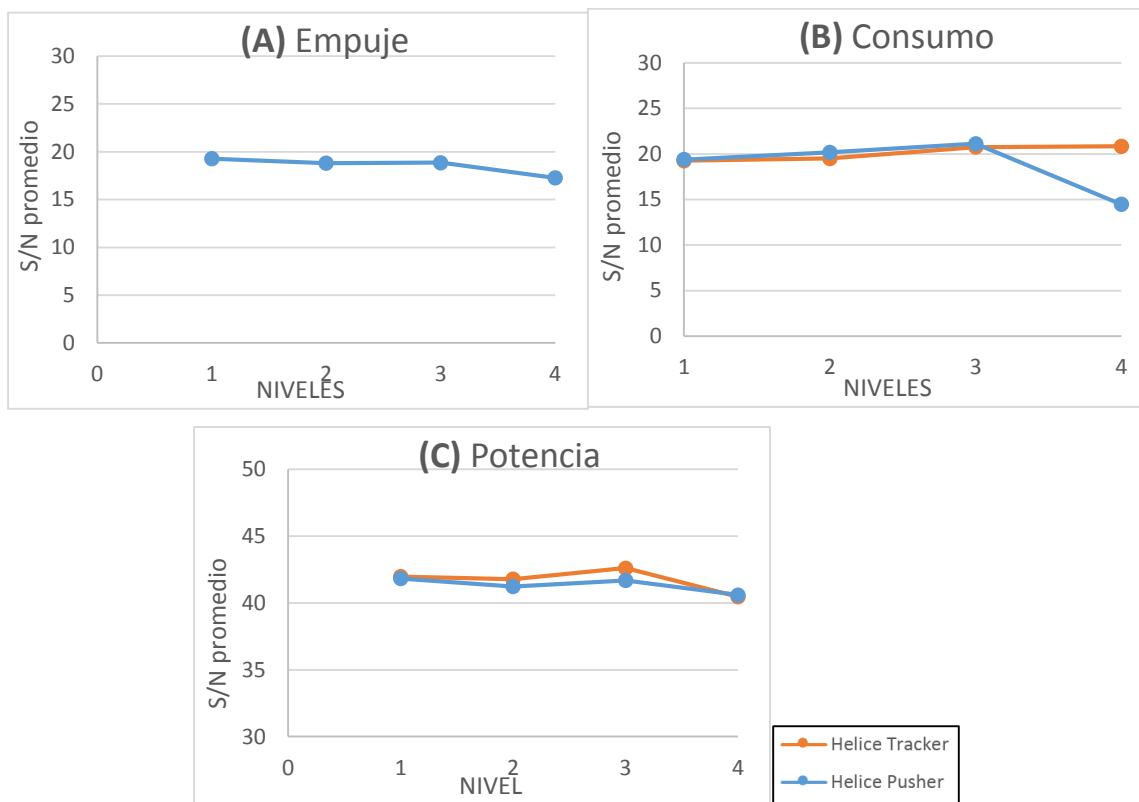 (A) Empuje
30
25
20
15
10
5
0
S/N promedio
0 1 2 3 4
NIVELES
(B) Consumo
30
25
20
15
10
5
0
S/N promedio
1 2 3 4
NIVELES
(C) Potencia
50
45
40
35
30
S/N promedio
0 1 2 3 4
NIVEL
Helice Tracker
Helice Pusher